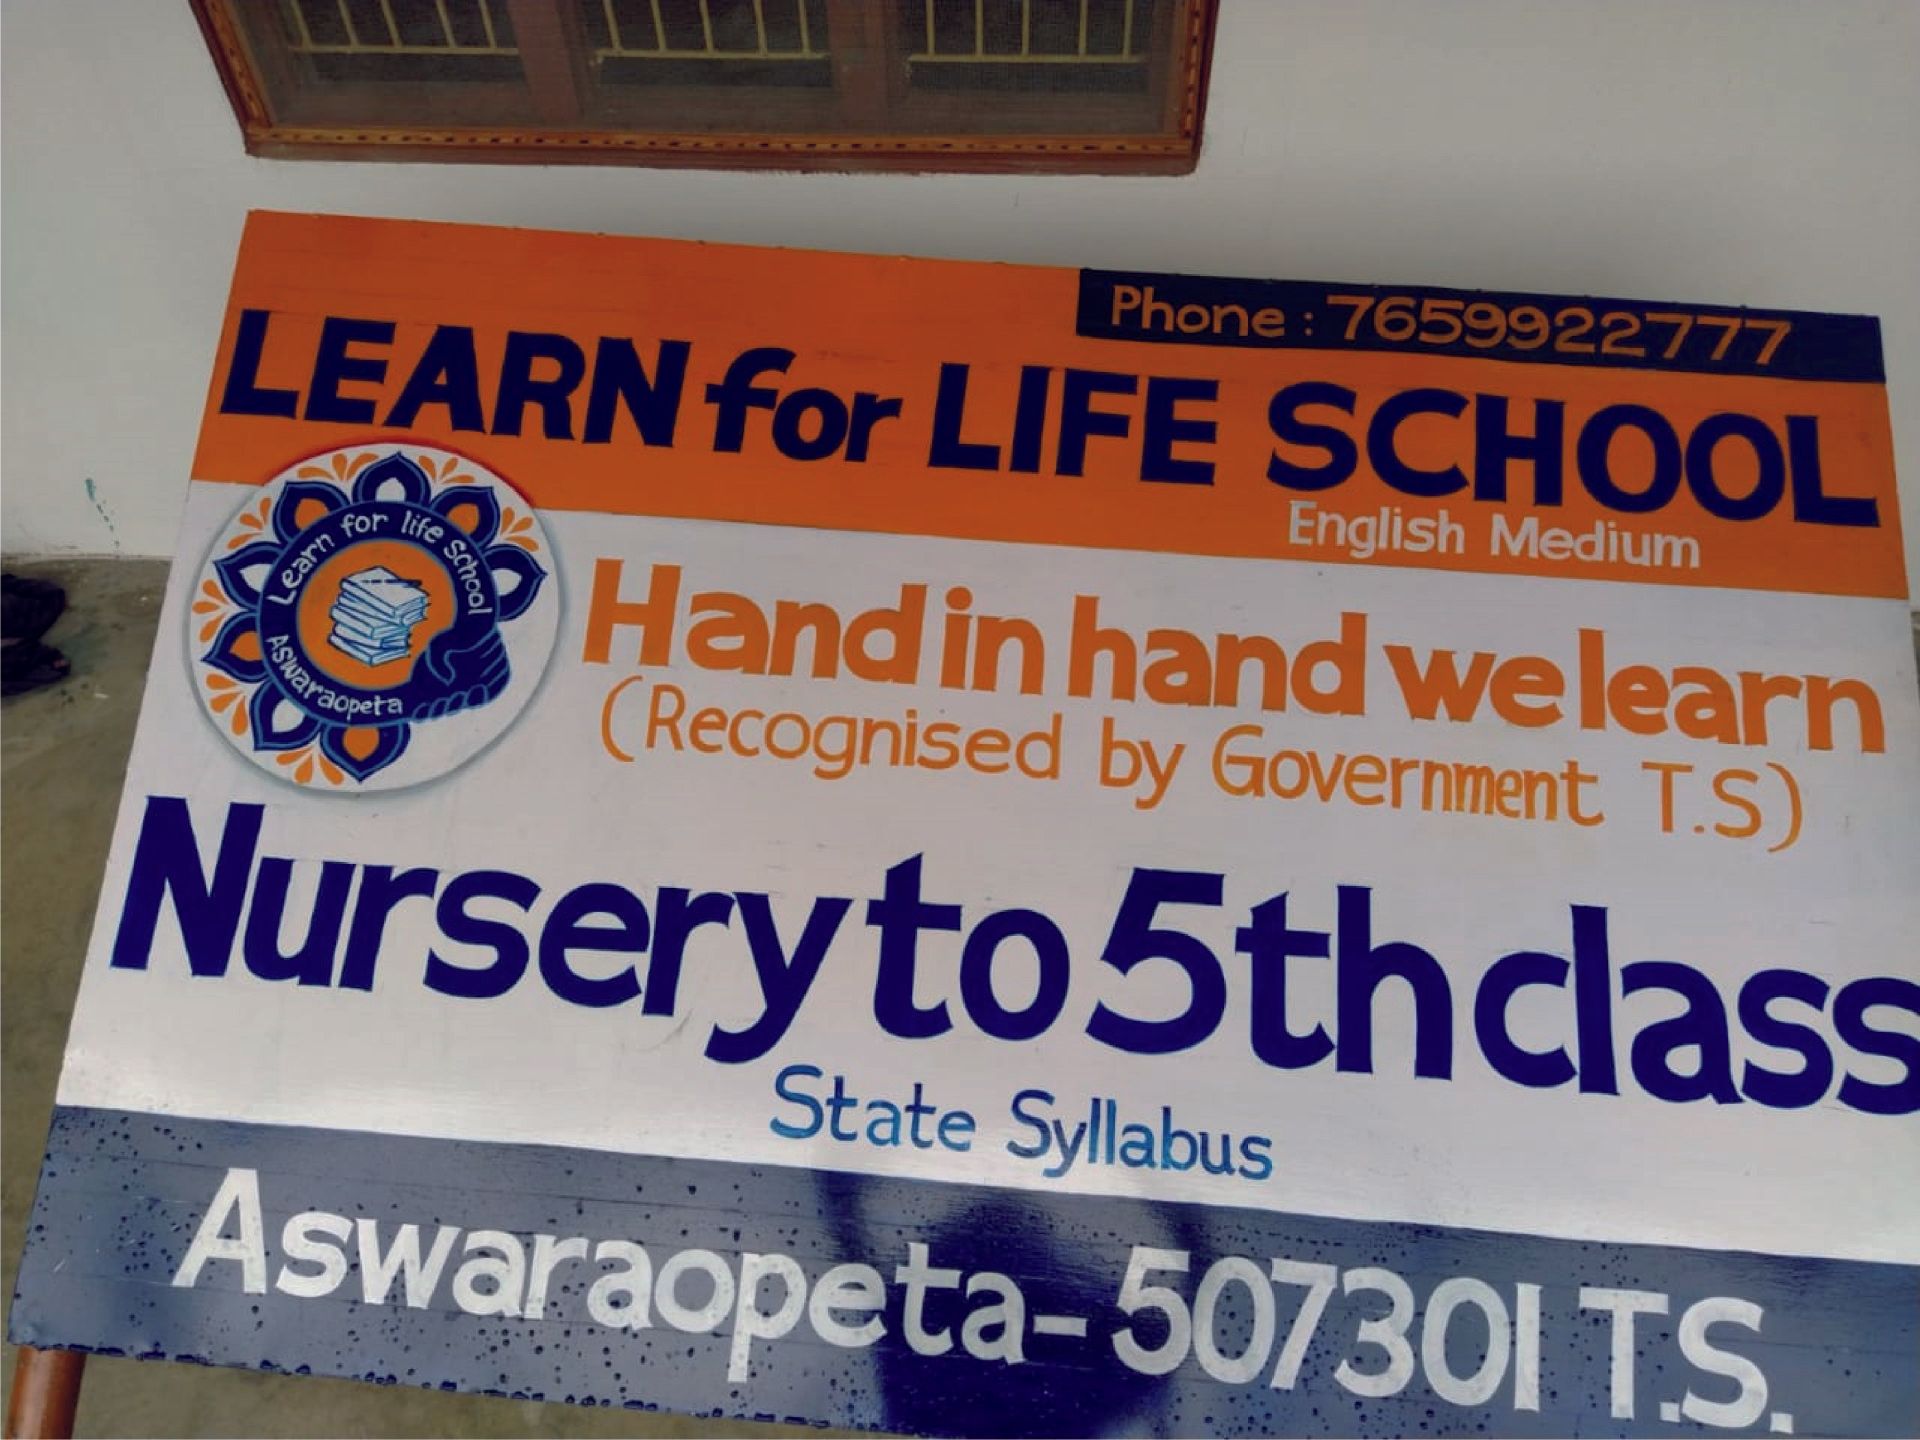 Phone : 7659922777
LEARN for LIFE SCHOOL
English Medium
Learn for life School
Aswaraopeta
Hand in hand we learn
(Recognised by Government T.S)
Nursery to 5th class
State Syllabus
Aswaraopeta-507301 T.S.